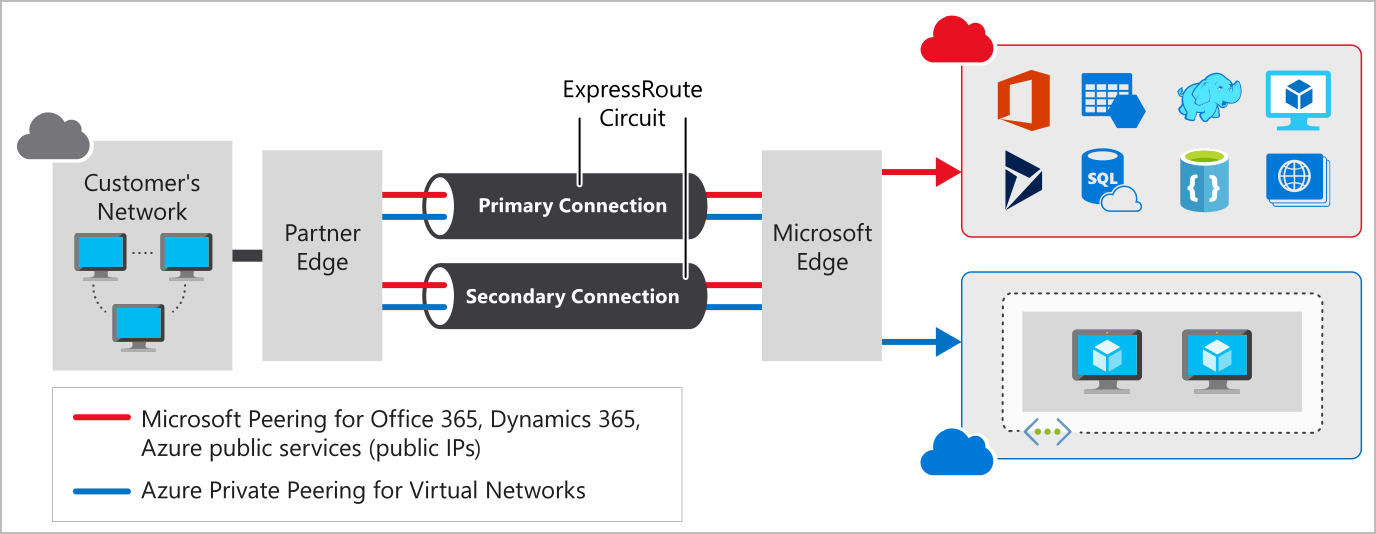 ExpressRoute
Circuit
Customer's
Network
Partner
Edge
Primary Connection
Secondary Connection
Microsoft
Edge
SQL
{ }
Microsoft Peering for Office 365, Dynamics 365,
Azure public services (public IPs)
Azure Private Peering for Virtual Networks